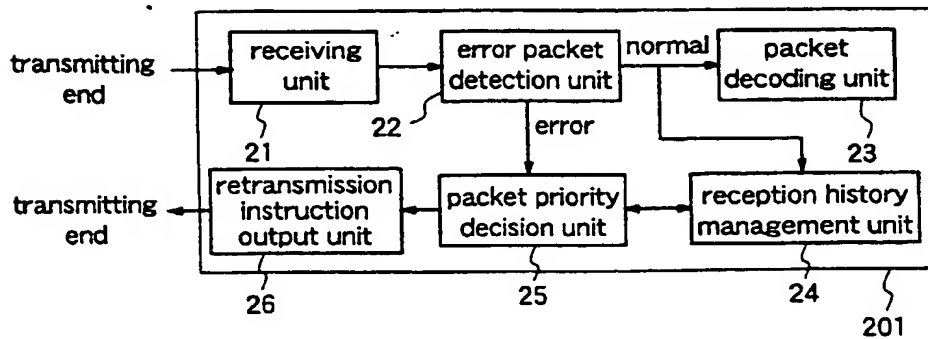 transmitting
end
receiving
unit
21
error packet
detection unit
22
normal
packet
decoding unit
23
error
transmitting
end
retransmission
instruction
output unit
26
packet priority
decision unit
25
reception history
management unit
24
201